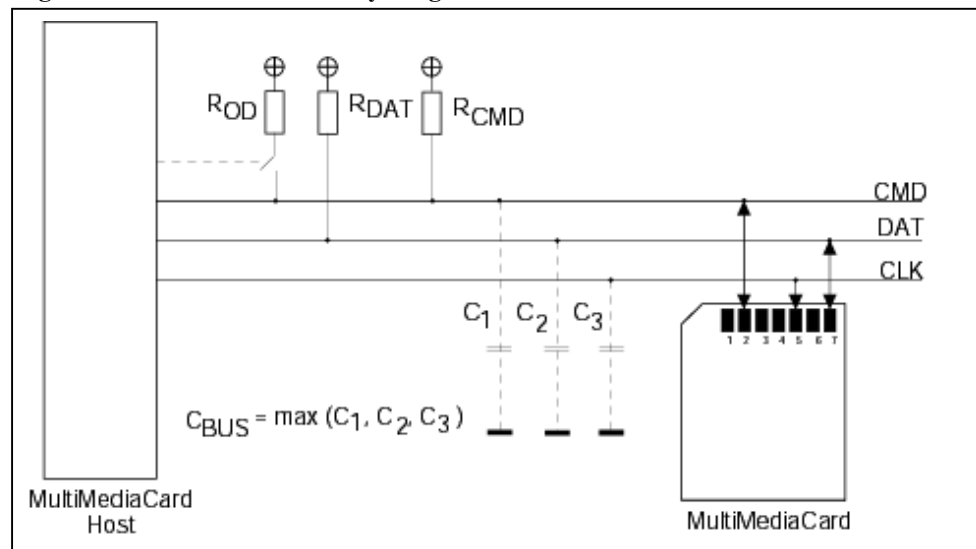 R_OD R_DAT R_CMD
CMD
DAT
CLK
C_1 C_2 C_3
1 2 3 4 5 6 7
C_BUS = max (C_1, C_2, C_3 )
MultiMediaCard
Host
MultiMediaCard